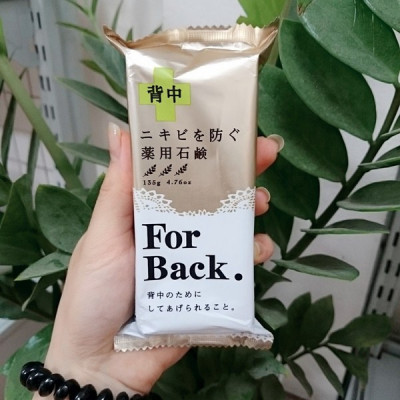 背中
ニキビを防ぐ
薬用石鹸
135g 4.76oz
For
Back.
背中のために
してあげられること。